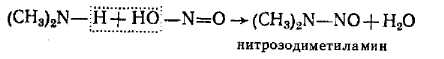 (CH₃)₂N—H+HO—N=O→(CH₃)₂N—NO+H₂O
нитрозодиметиламин